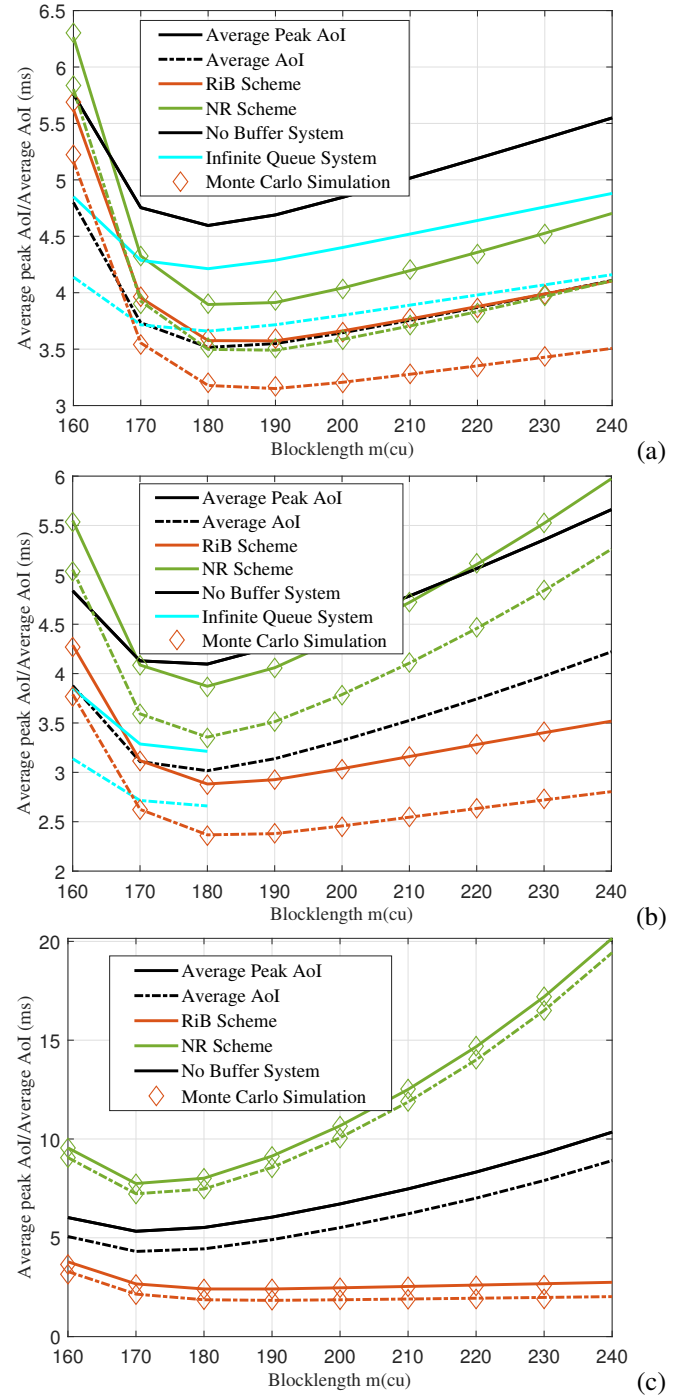 6.5
6
5.5
5
4.5
4
3.5
3
Average peak AoI/Average AoI (ms)
Average Peak AoI
Average AoI
RiB Scheme
NR Scheme
No Buffer System
Infinite Queue System
Monte Carlo Simulation
160 170 180 190 200 210 220 230 240
Blocklength m(cu)
(a)
6
5.5
5
4.5
4
3.5
3
2.5
2
Average peak AoI/Average AoI (ms)
Average Peak AoI
Average AoI
RiB Scheme
NR Scheme
No Buffer System
Infinite Queue System
Monte Carlo Simulation
160 170 180 190 200 210 220 230 240
Blocklength m(cu)
(b)
20
15
10
5
0
Average peak AoI/Average AoI (ms)
Average Peak AoI
Average AoI
RiB Scheme
NR Scheme
No Buffer System
Monte Carlo Simulation
160 170 180 190 200 210 220 230 240
Blocklength m(cu)
(c)